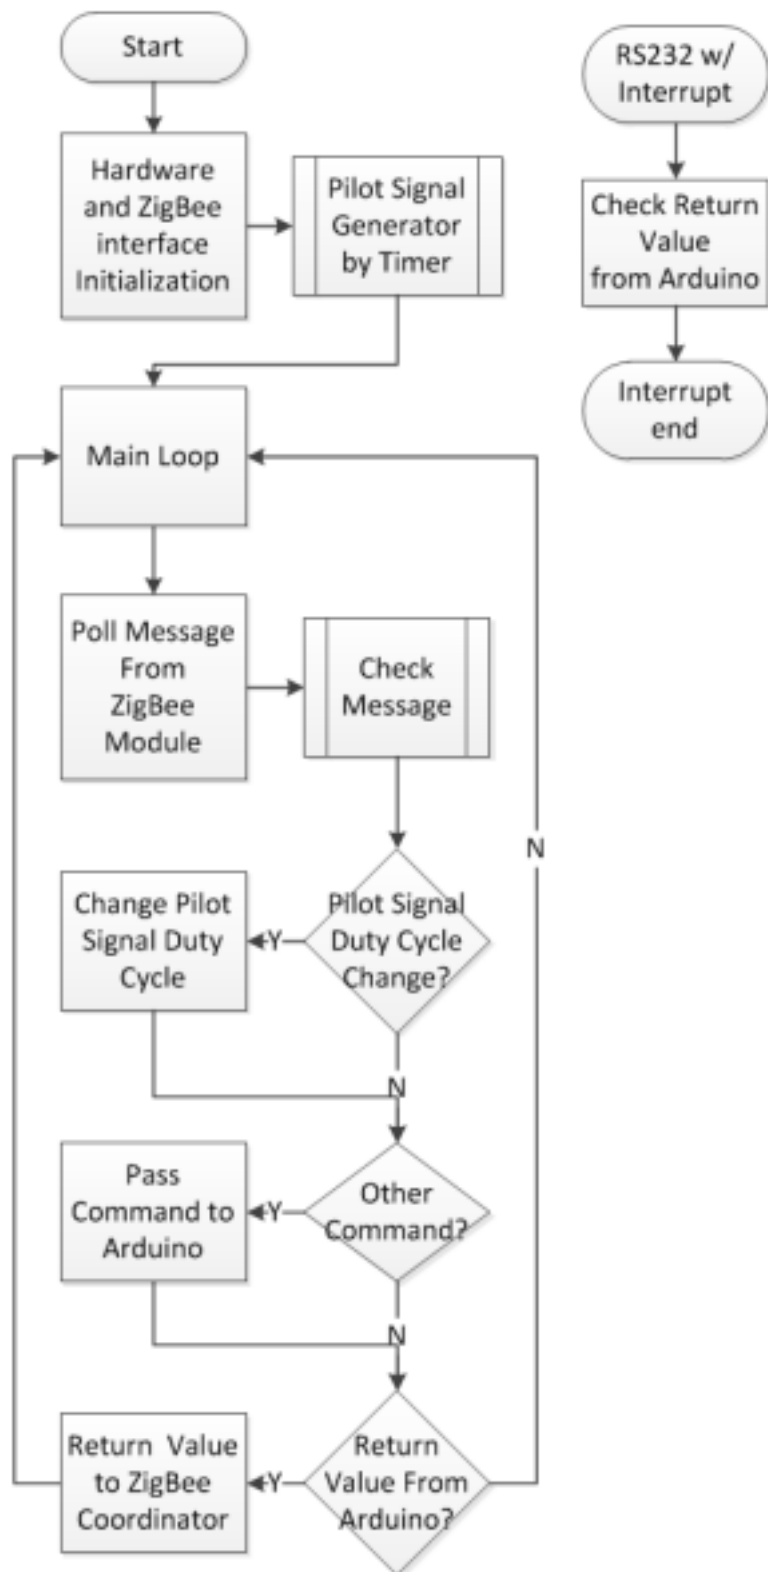 Start
Hardware
and ZigBee
interface
Initialization
Pilot Signal
Generator
by Timer
Main Loop
Poll Message
From
ZigBee
Module
Check
Message
Pilot Signal
Duty Cycle
Change?
Y
Change Pilot
Signal Duty
Cycle
N
Other
Command?
Y
Pass
Command to
Arduino
N
Return
Value From
Arduino?
Y
Return Value
to ZigBee
Coordinator
N
RS232 w/
Interrupt
Check Return
Value
from Arduino
Interrupt
end